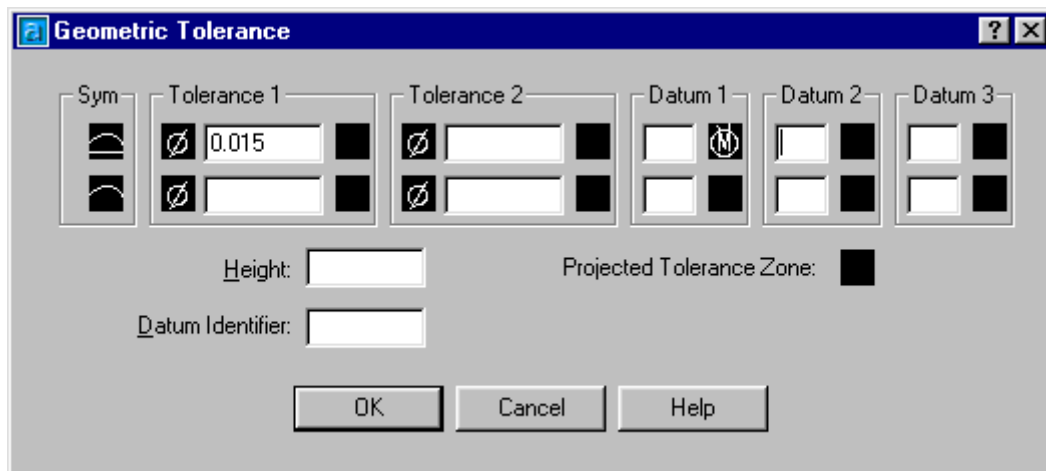 Geometric Tolerance
Sym Tolerance 1 Tolerance 2 Datum 1 Datum 2 Datum 3
Ø 0.015 Ø Ⓜ
Ø Ø
Height: Projected Tolerance Zone:
Datum Identifier:
OK Cancel Help